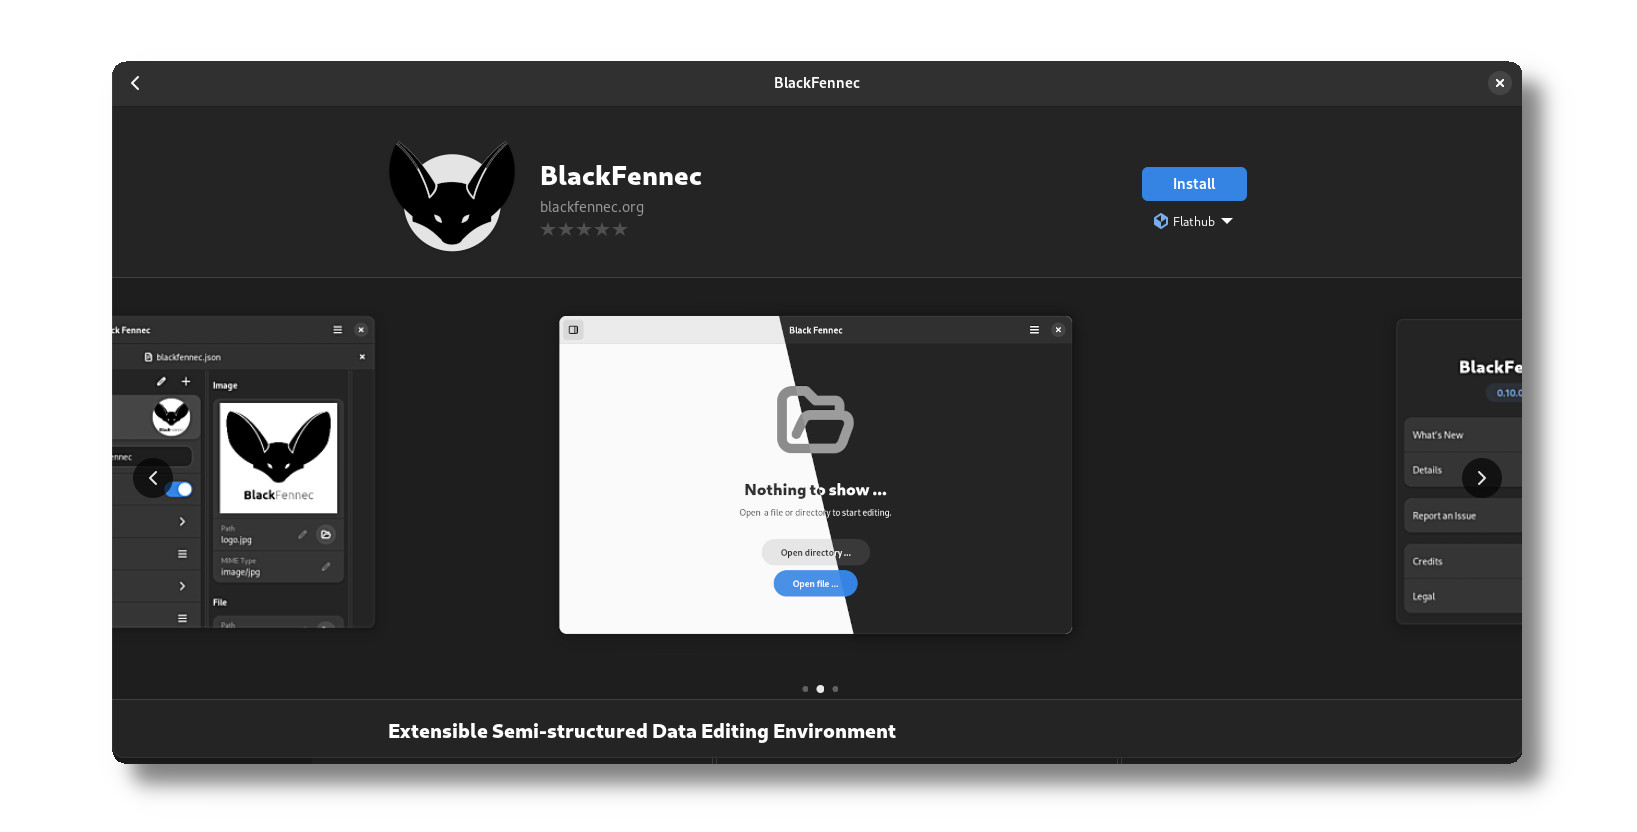 BlackFennec
BlackFennec
blackfennec.org
Install
Flathub
ck Fennec
blackfennec.json
Image
BlackFennec
ennec
Path
logo.jpg
MIME Type
image/jpg
File
Path
Black Fennec
Nothing to show ...
Open a file or directory to start editing.
Open directory ...
Open file ...
BlackFe
0.10.0
What's New
Details
Report an Issue
Credits
Legal
Extensible Semi-structured Data Editing Environment